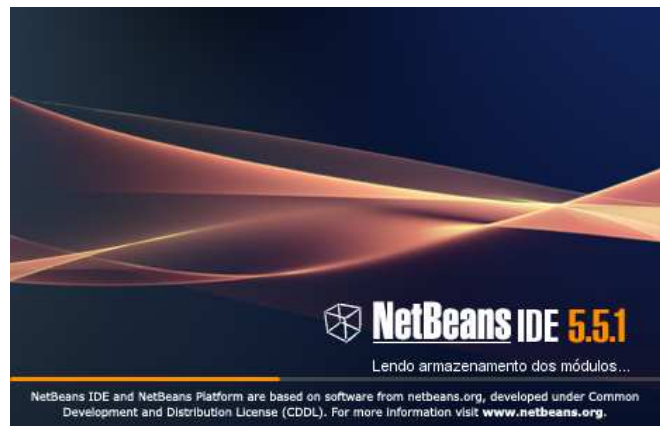 NetBeans IDE 5.5.1
Lendo armazenamento dos módulos...
NetBeans IDE and NetBeans Platform are based on software from netbeans.org, developed under Common
Development and Distribution License (CDDL). For more information visit www.netbeans.org.